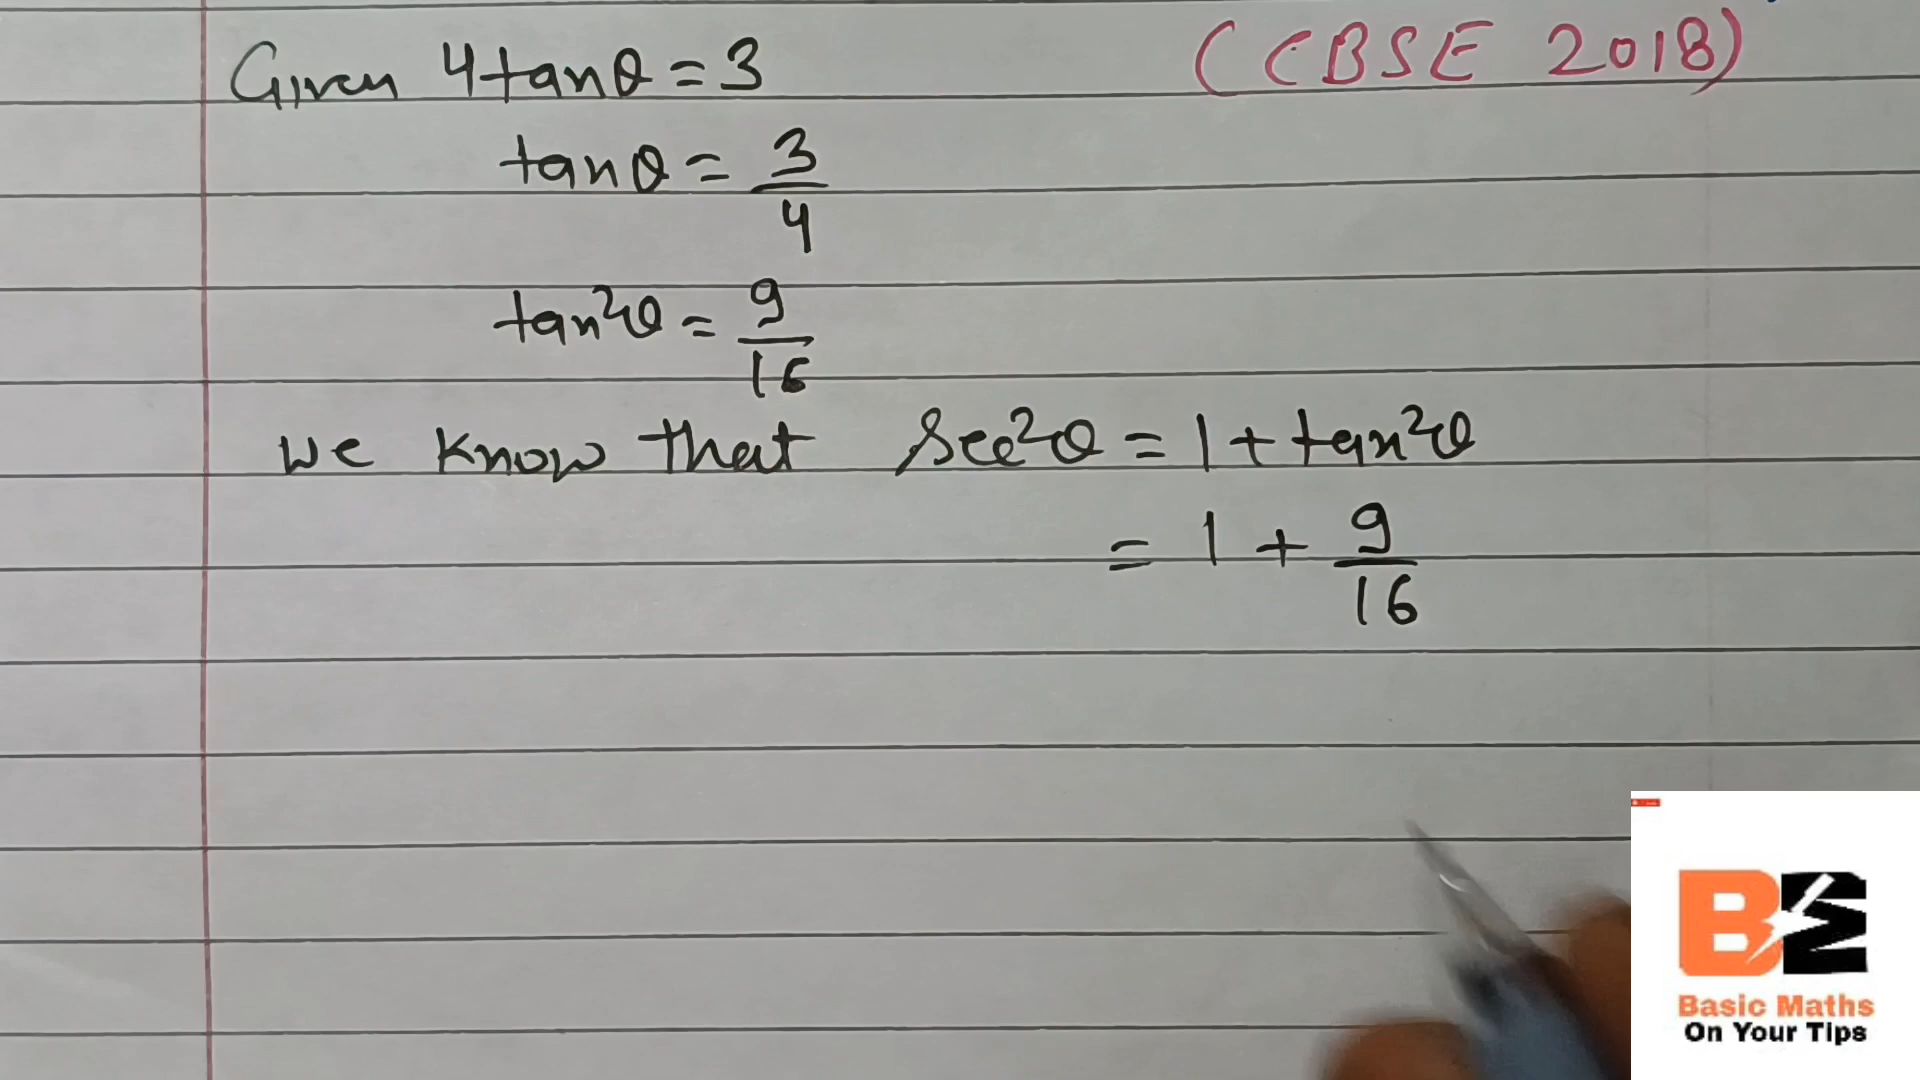 Given 4tanθ = 3 (CBSE 2018)
tanθ = 3/4
tan²θ = 9/16
we know that sec²θ = 1 + tan²θ
= 1 + 9/16
Basic Maths
On Your Tips